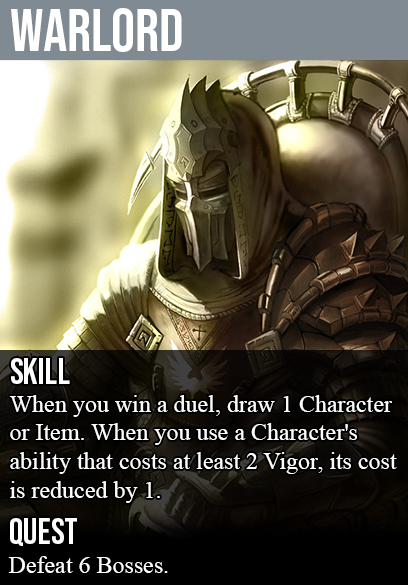 WARLORD
SKILL
When you win a duel, draw 1 Character
or Item. When you use a Character's
ability that costs at least 2 Vigor, its cost
is reduced by 1.
QUEST
Defeat 6 Bosses.